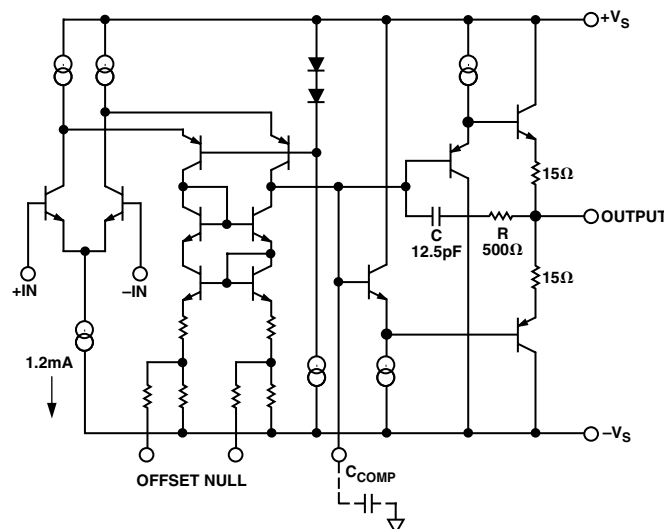 +VS
15Ω
OUTPUT
C
12.5pF
R
500Ω
+IN
–IN
15Ω
1.2mA
–VS
OFFSET NULL
CCOMP